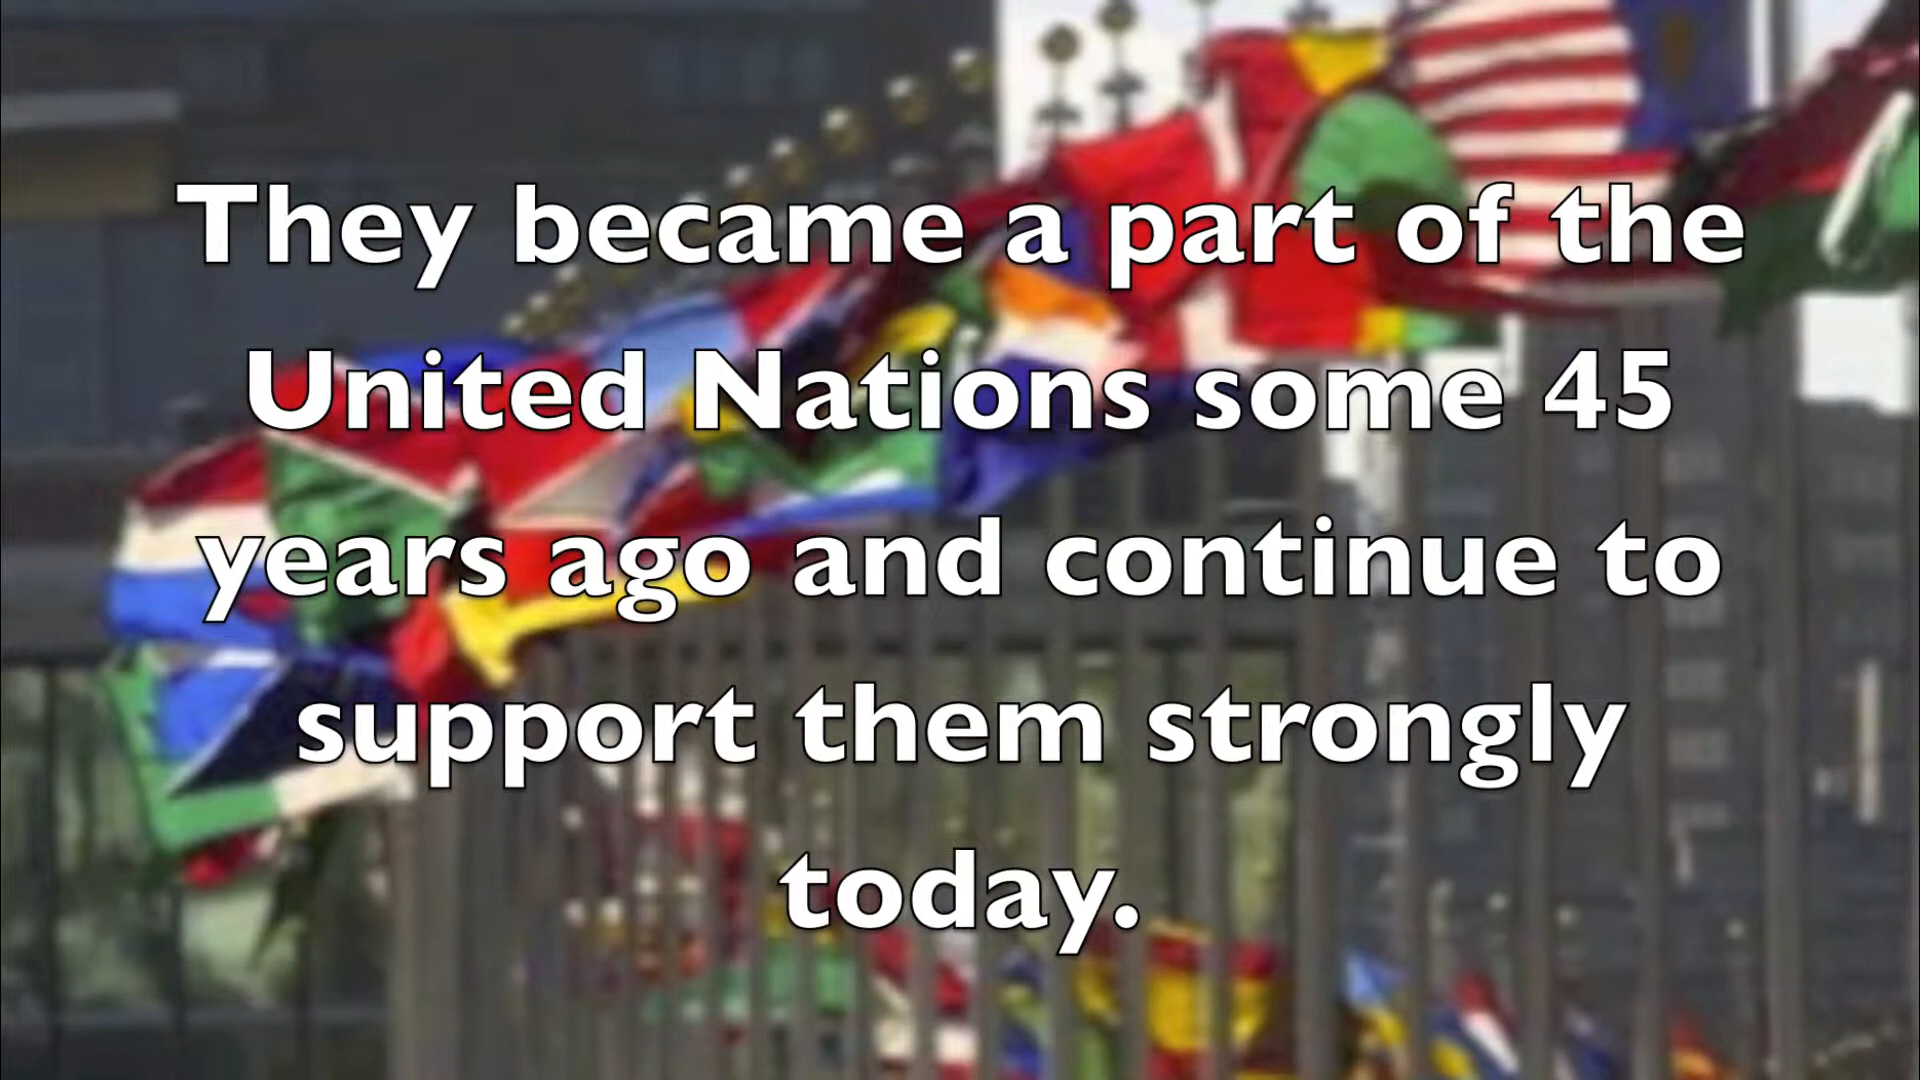 They became a part of the
United Nations some 45
years ago and continue to
support them strongly
today.